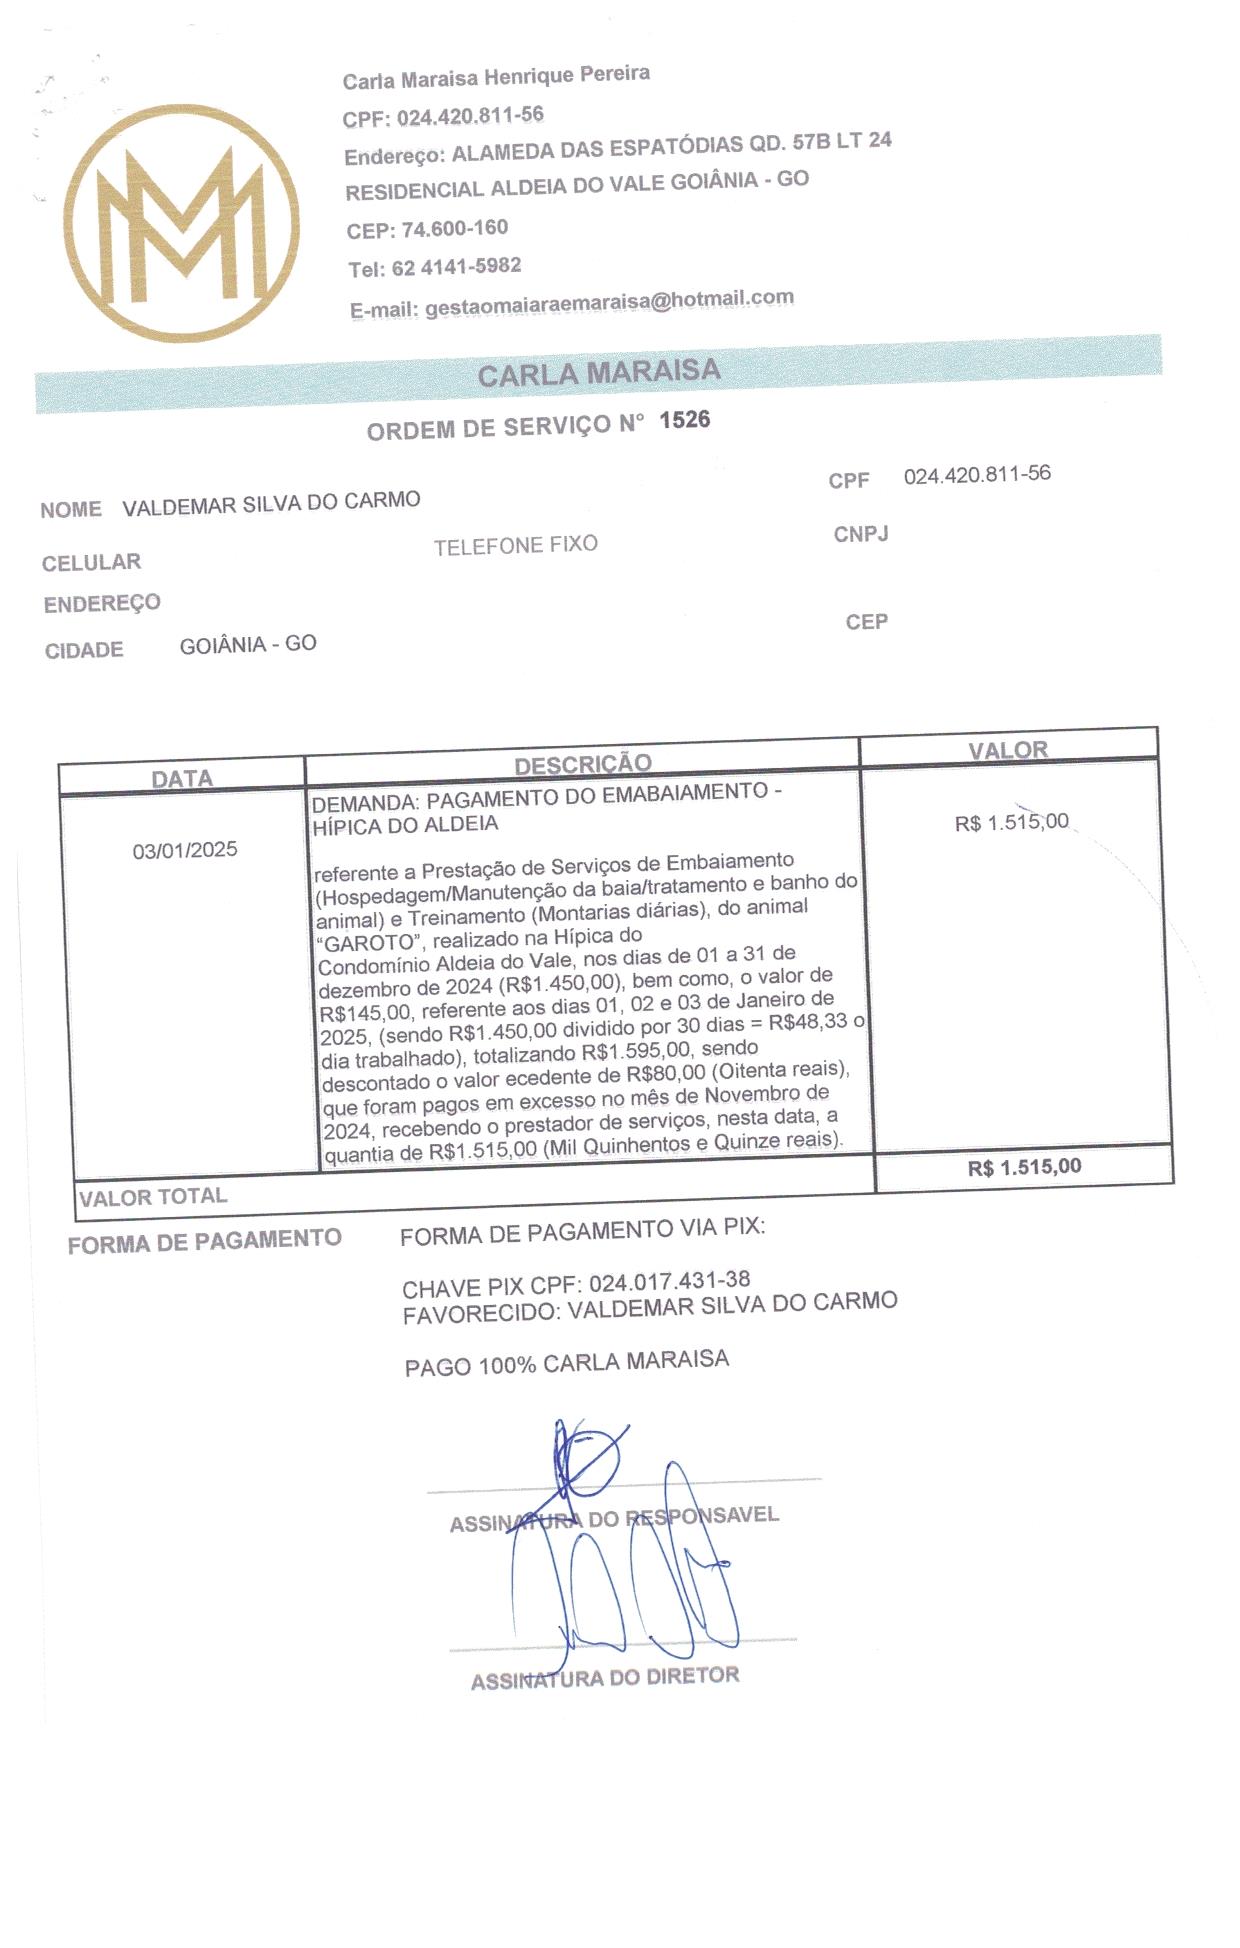 Carla Maraisa Henrique Pereira
CPF: 024.420.811-56
Endereço: ALAMEDA DAS ESPATÓDIAS QD. 57B LT 24
RESIDENCIAL ALDEIA DO VALE GOIÂNIA - GO
CEP: 74.600-160
Tel: 62 4141-5982
E-mail: gestaomaiaraemaraisa@hotmail.com
MM
CARLA MARAISA
ORDEM DE SERVIÇO N° 1526
NOME VALDEMAR SILVA DO CARMO CPF 024.420.811-56
CELULAR TELEFONE FIXO CNPJ
ENDEREÇO
CIDADE GOIÂNIA - GO CEP
DATA DESCRIÇÃO VALOR
DEMANDA: PAGAMENTO DO EMABAIAMENTO -
HÍPICA DO ALDEIA
03/01/2025 R$ 1.515,00
referente a Prestação de Serviços de Embaiamento
(Hospedagem/Manutenção da baia/tratamento e banho do
animal) e Treinamento (Montarias diárias), do animal
“GAROTO”, realizado na Hípica do
Condomínio Aldeia do Vale, nos dias de 01 a 31 de
dezembro de 2024 (R$1.450,00), bem como, o valor de
R$145,00, referente aos dias 01, 02 e 03 de Janeiro de
2025, (sendo R$1.450,00 dividido por 30 dias = R$48,33 o
dia trabalhado), totalizando R$1.595,00, sendo
descontado o valor ecedente de R$80,00 (Oitenta reais),
que foram pagos em excesso no mês de Novembro de
2024, recebendo o prestador de serviços, nesta data, a
quantia de R$1.515,00 (Mil Quinhentos e Quinze reais).
VALOR TOTAL R$ 1.515,00
FORMA DE PAGAMENTO FORMA DE PAGAMENTO VIA PIX:
CHAVE PIX CPF: 024.017.431-38
FAVORECIDO: VALDEMAR SILVA DO CARMO
PAGO 100% CARLA MARAISA
ASSINATURA DO RESPONSAVEL
ASSINATURA DO DIRETOR